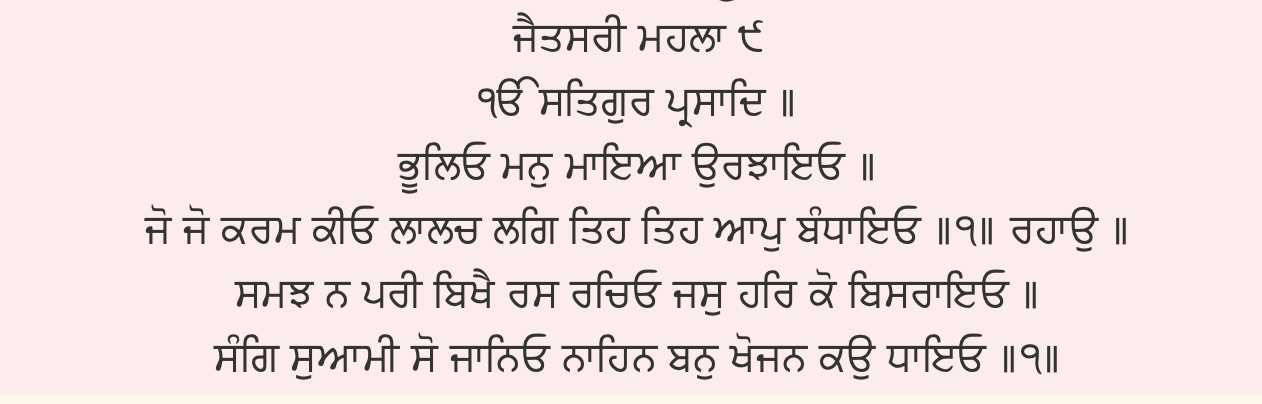 ਜੈਤਸਰੀ ਮਹਲਾ ੯
ੴ ਸਤਿਗੁਰ ਪ੍ਰਸਾਦਿ ॥
ਭੂਲਿਓ ਮਨੁ ਮਾਇਆ ਉਰਝਾਇਓ ॥
ਜੋ ਜੋ ਕਰਮ ਕੀਓ ਲਾਲਚ ਲਗਿ ਤਿਹ ਤਿਹ ਆਪੁ ਬੰਧਾਇਓ ॥੧॥ ਰਹਾਉ ॥
ਸਮਝ ਨ ਪਰੀ ਬਿਖੈ ਰਸ ਰਚਿਓ ਜਸੁ ਹਰਿ ਕੋ ਬਿਸਰਾਇਓ ॥
ਸੰਗਿ ਸੁਆਮੀ ਸੋ ਜਾਨਿਓ ਨਾਹਿਨ ਬਨੁ ਖੋਜਨ ਕਉ ਧਾਇਓ ॥੧॥